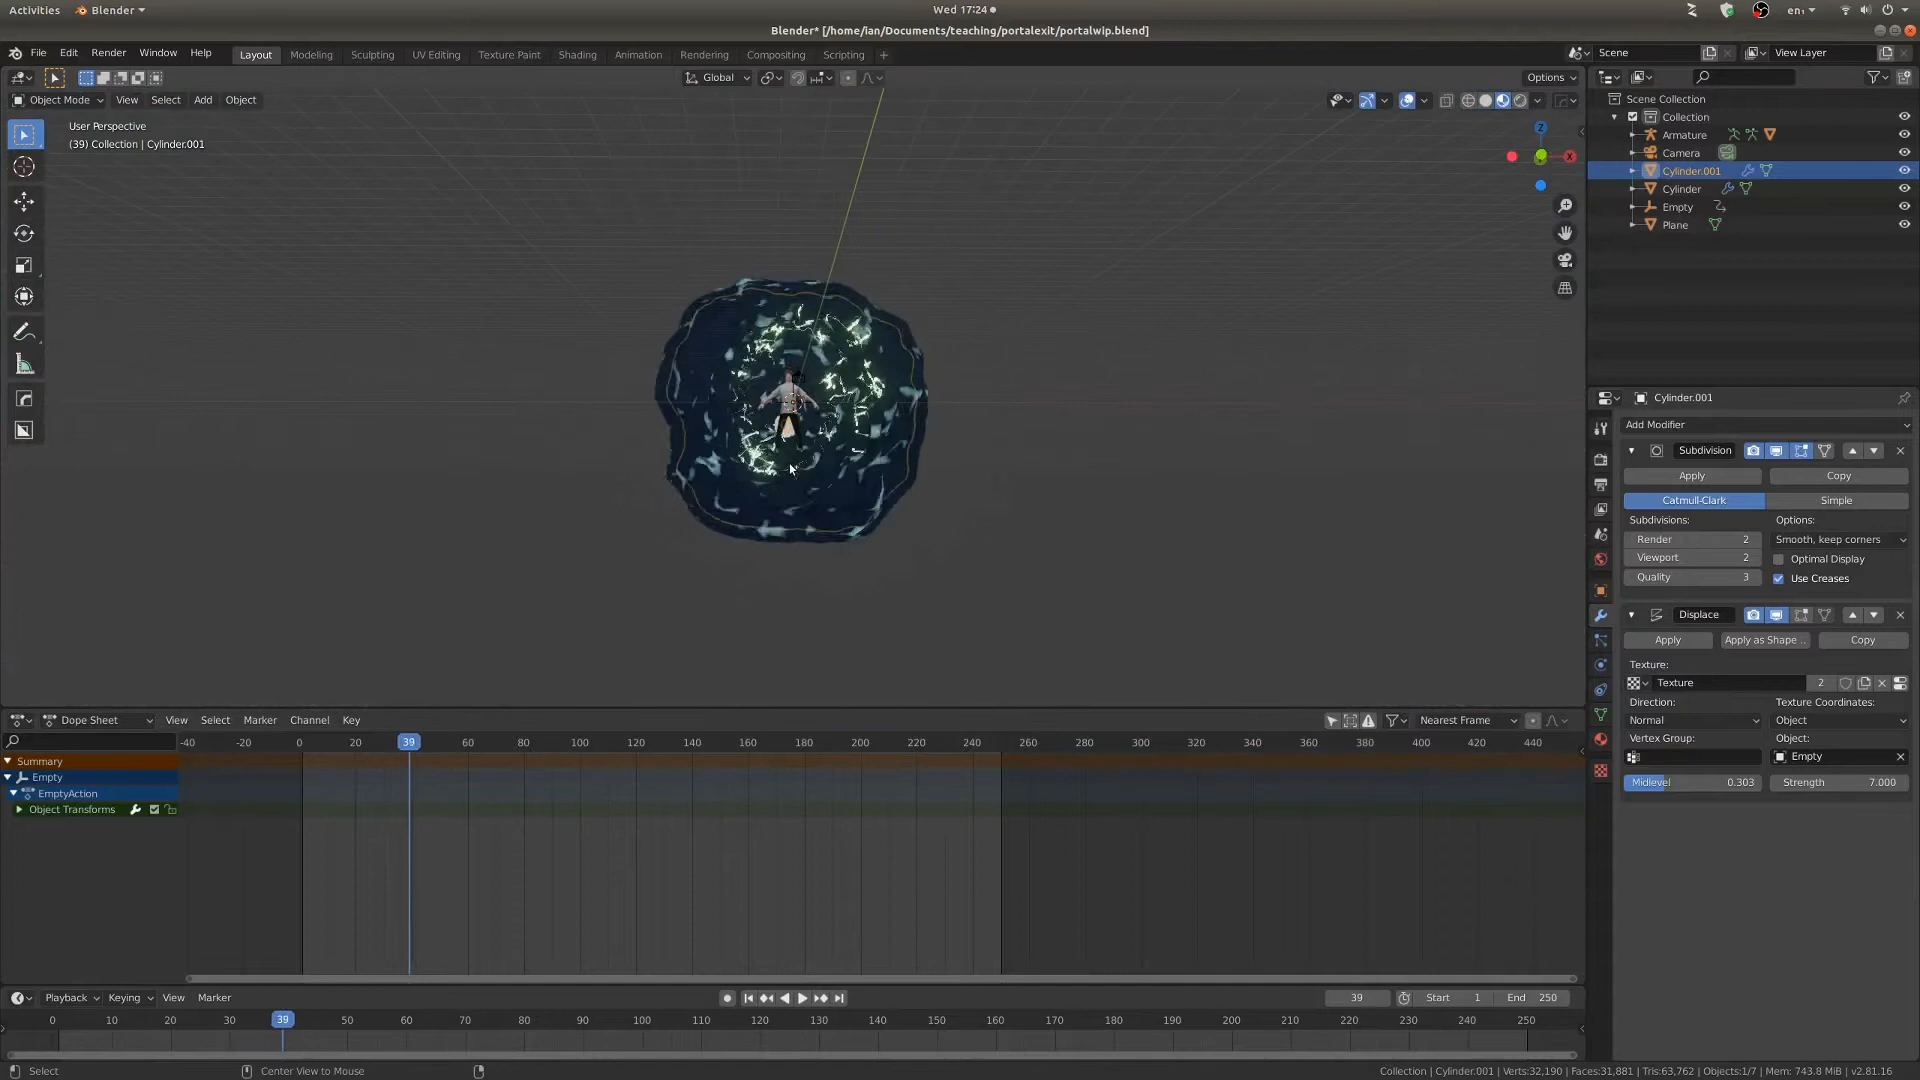 Activities Blender Wed 17:24 en₁
Blender* [/home/ian/Documents/teaching/portalexit/portalwip.blend]
File Edit Render Window Help Layout Modeling Sculpting UV Editing Texture Paint Shading Animation Rendering Compositing Scripting + Scene View Layer
Global Options
Object Mode View Select Add Object
User Perspective
(39) Collection | Cylinder.001
Z
X
Scene Collection
Collection
Armature
Camera
Cylinder.001
Cylinder
Empty
Plane
Cylinder.001
Add Modifier
Subdivision
Apply Copy
Catmull-Clark Simple
Subdivisions: Options:
Render 2 Smooth, keep corners
Viewport 2 Optimal Display
Quality 3 Use Creases
Displace
Apply Apply as Shape .. Copy
Texture:
Texture 2
Direction: Texture Coordinates:
Normal Object
Vertex Group: Object:
Empty
Midlevel 0.303 Strength 7.000
Dope Sheet View Select Marker Channel Key Nearest Frame
-40 -20 0 20 39 60 80 100 120 140 160 180 200 220 240 260 280 300 320 340 360 380 400 420 440
Summary
Empty
EmptyAction
Object Transforms
Playback Keying View Marker 39 Start 1 End 250
0 10 20 30 39 50 60 70 80 90 100 110 120 130 140 150 160 170 180 190 200 210 220 230 240 250
Select Center View to Mouse Collection | Cylinder.001 | Verts:32,190 | Faces:31,881 | Tris:63,762 | Objects:1/7 | Mem: 743.8 MiB | v2.81.16